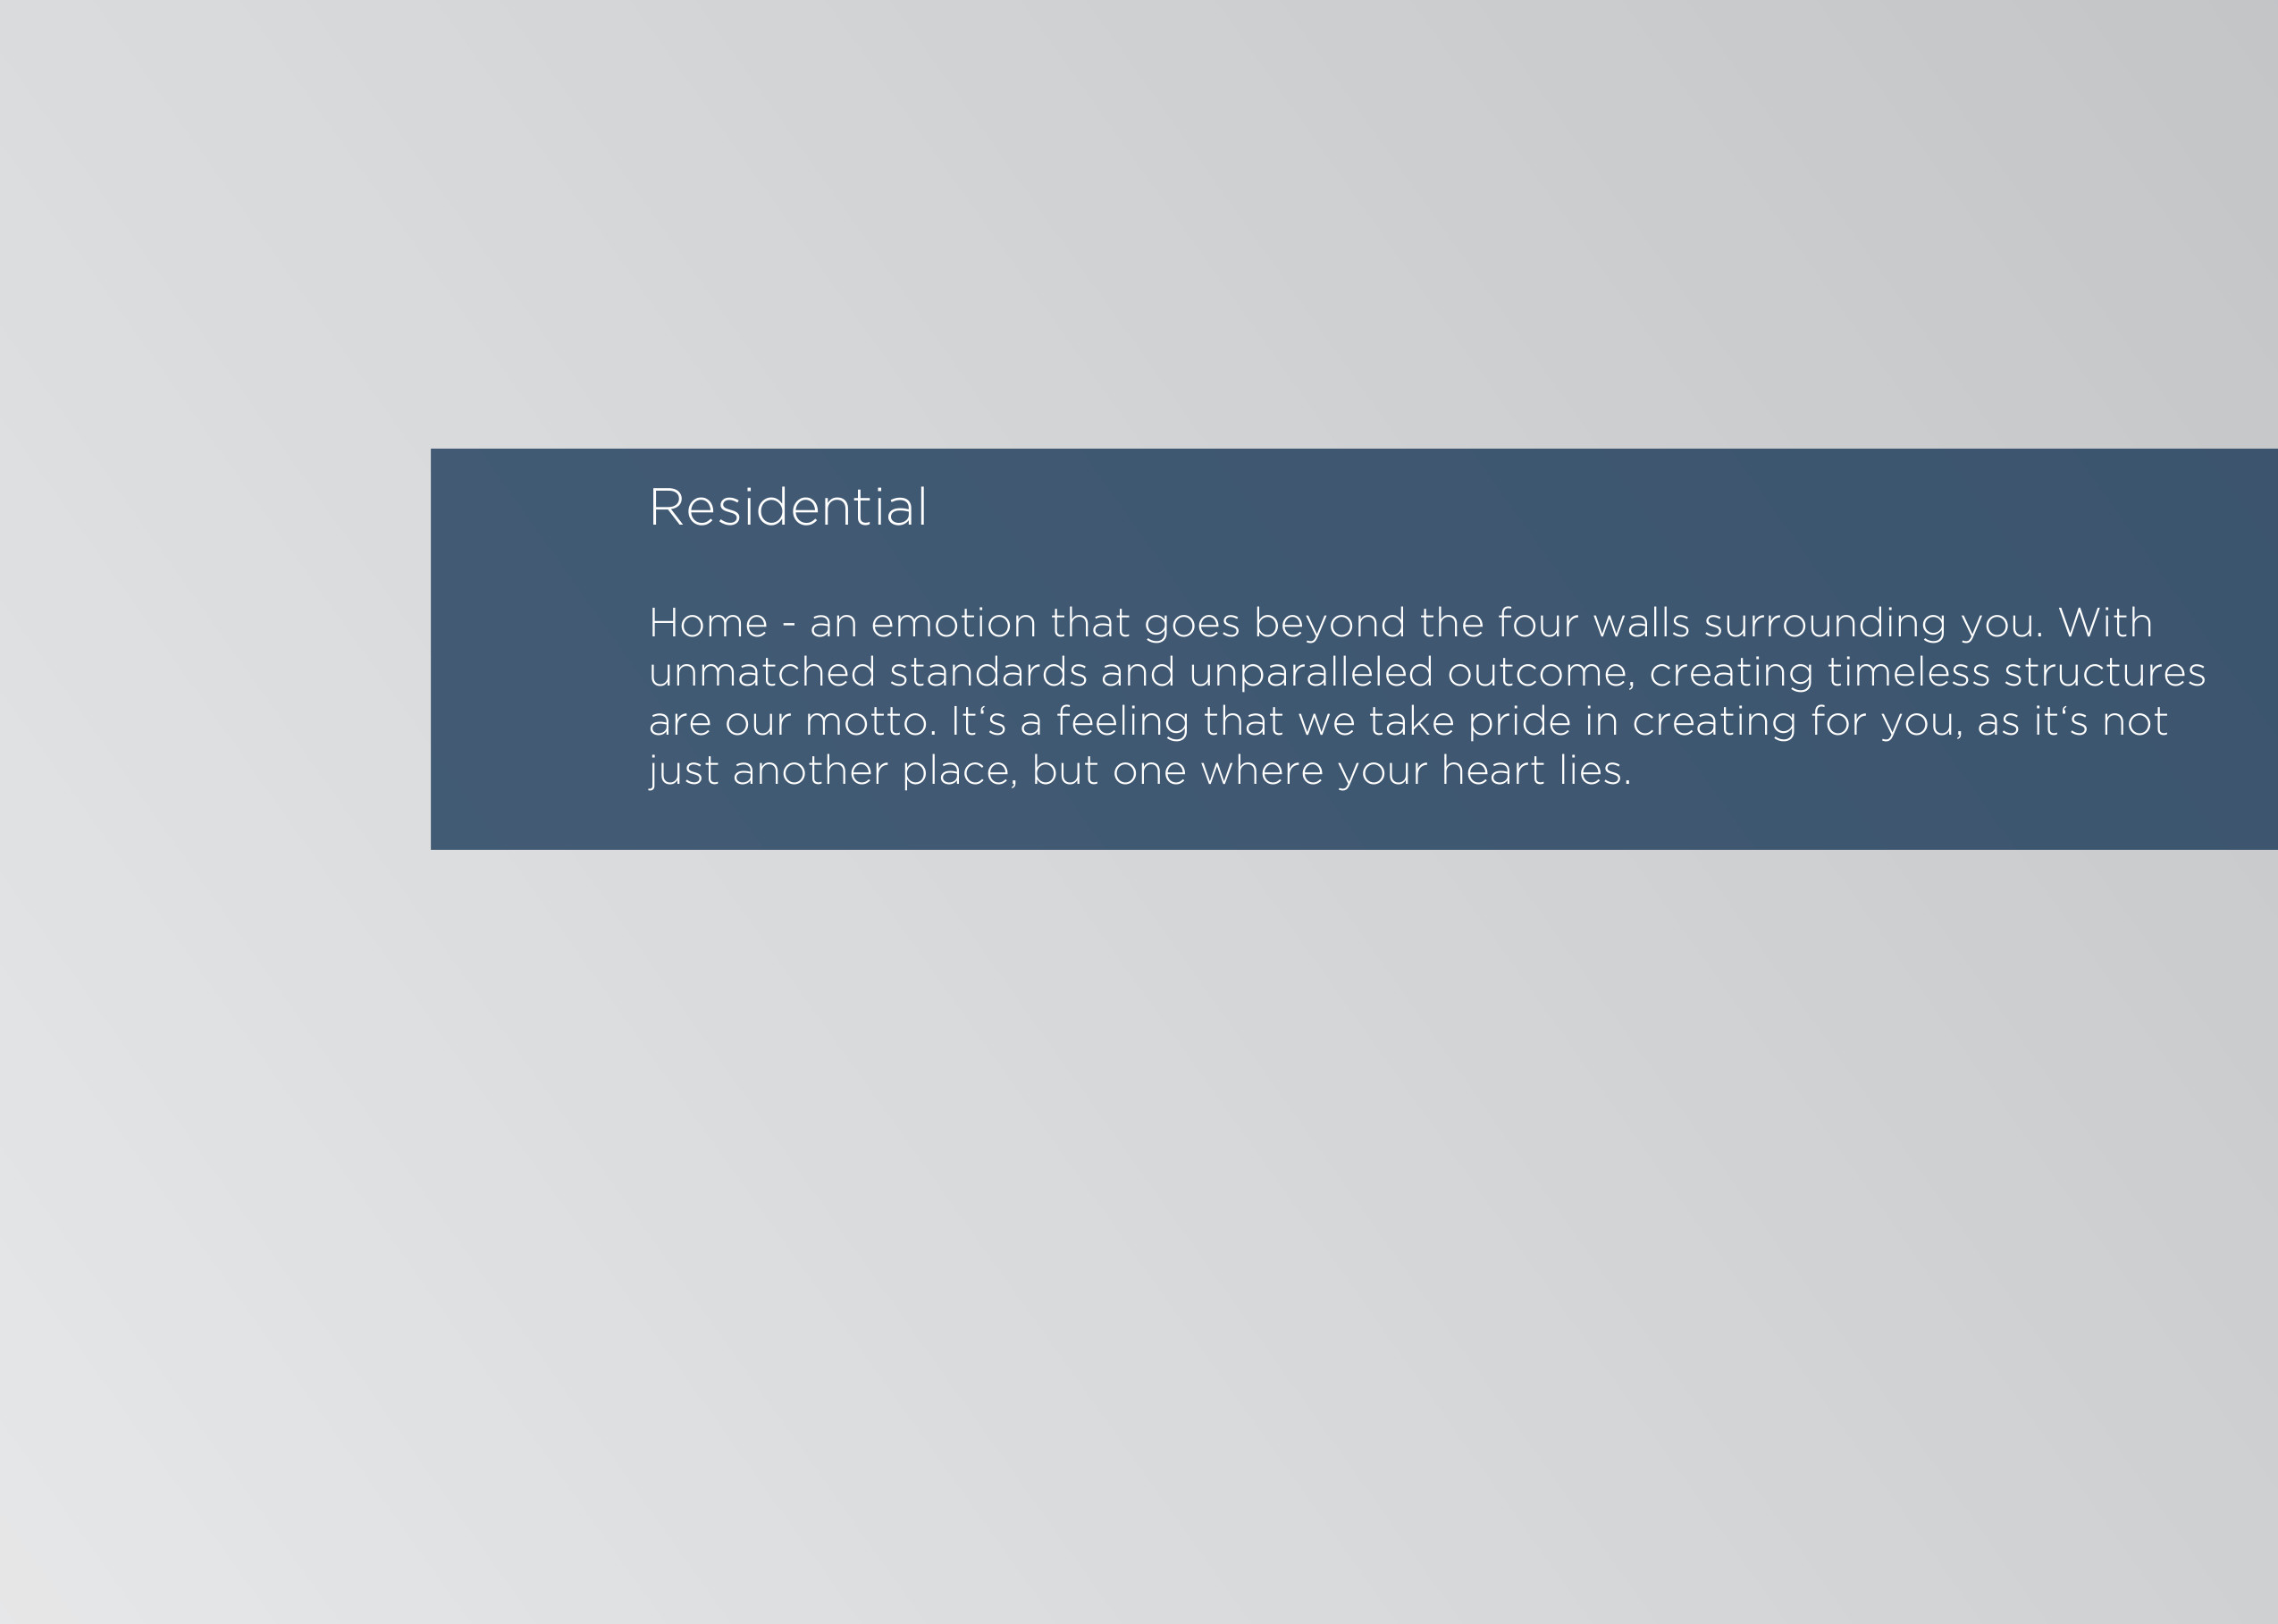 Residential
Home - an emotion that goes beyond the four walls surrounding you. With
unmatched standards and unparalleled outcome, creating timeless structures
are our motto. It‘s a feeling that we take pride in creating for you, as it‘s not
just another place, but one where your heart lies.